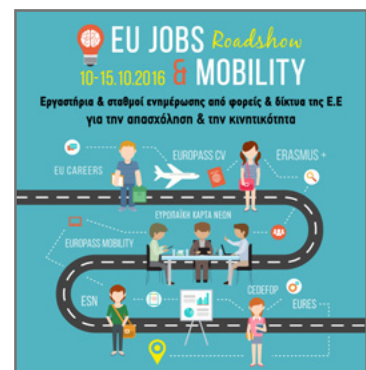 EU JOBS Roadshow
10-15.10.2016 & MOBILITY
Εργαστήρια & σταθμοί ενημέρωσης από φορείς & δίκτυα της Ε.Ε
για την απασχόληση & την κινητικότητα
EUROPASS CV
ERASMUS +
EU CAREERS
ΕΥΡΩΠΑΪΚΗ ΚΑΡΤΑ ΝΕΩΝ
EUROPASS MOBILITY
CEDEFOP
ESN
EURES